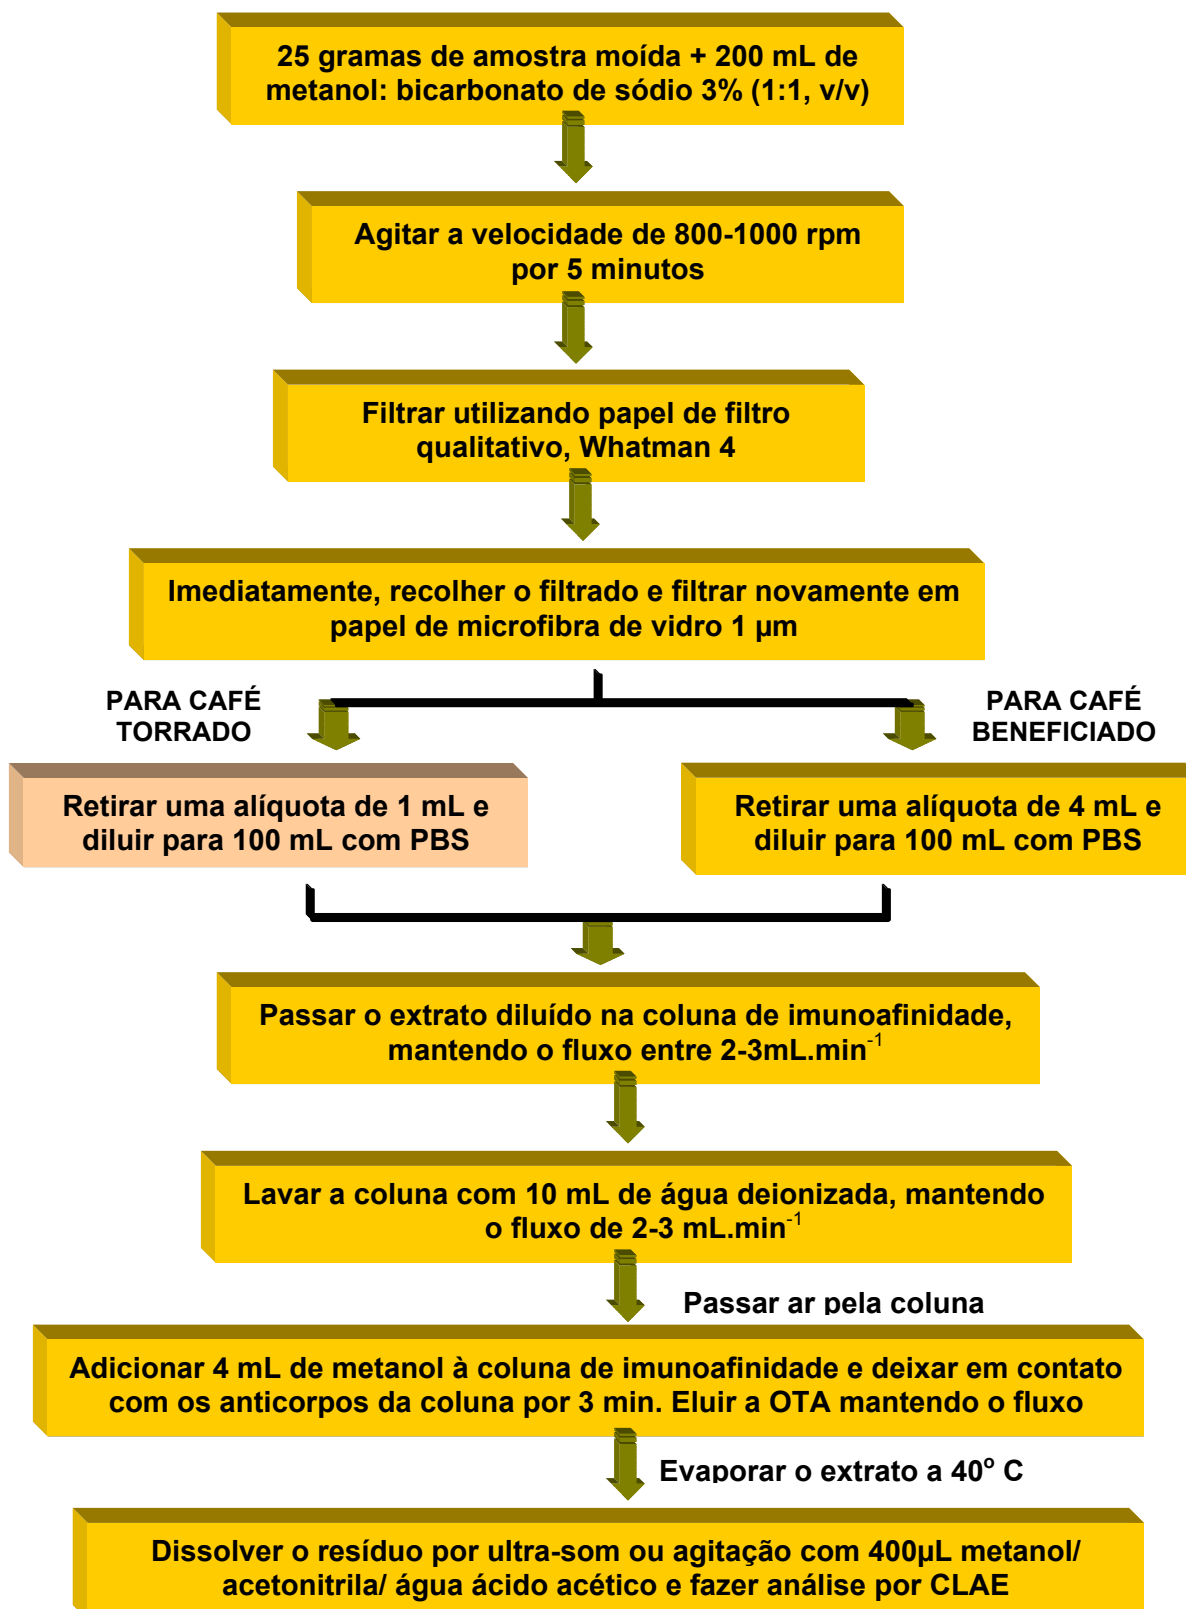 25 gramas de amostra moída + 200 mL de
metanol: bicarbonato de sódio 3% (1:1, v/v)
Agitar a velocidade de 800-1000 rpm
por 5 minutos
Filtrar utilizando papel de filtro
qualitativo, Whatman 4
Imediatamente, recolher o filtrado e filtrar novamente em
papel de microfibra de vidro 1 µm
PARA CAFÉ
TORRADO
PARA CAFÉ
BENEFICIADO
Retirar uma alíquota de 1 mL e
diluir para 100 mL com PBS
Retirar uma alíquota de 4 mL e
diluir para 100 mL com PBS
Passar o extrato diluído na coluna de imunoafinidade,
mantendo o fluxo entre 2-3mL.min⁻¹
Lavar a coluna com 10 mL de água deionizada, mantendo
o fluxo de 2-3 mL.min⁻¹
Passar ar pela coluna
Adicionar 4 mL de metanol à coluna de imunoafinidade e deixar em contato
com os anticorpos da coluna por 3 min. Eluir a OTA mantendo o fluxo
Evaporar o extrato a 40º C
Dissolver o resíduo por ultra-som ou agitação com 400µL metanol/
acetonitrila/ água ácido acético e fazer análise por CLAE